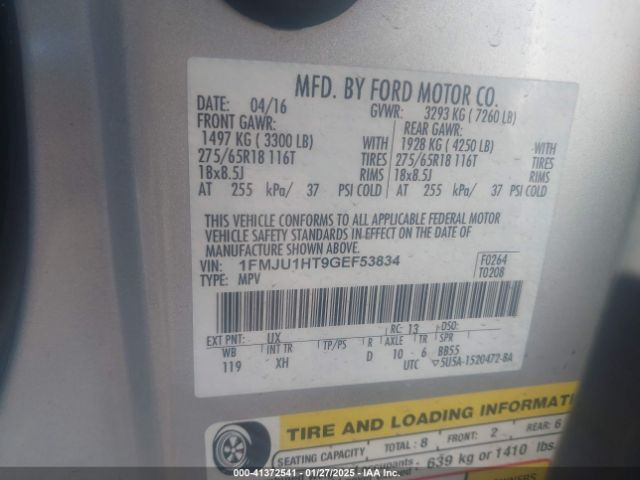 MFD. BY FORD MOTOR CO.
DATE: 04/16 GVWR: 3293 KG ( 7260 LB)
FRONT GAWR: REAR GAWR:
1497 KG ( 3300 LB) WITH 1928 KG ( 4250 LB) WITH
275/65R18 116T TIRES 275/65R18 116T TIRES
18x8.5J RIMS 18x8.5J RIMS
AT 255 kPa/ 37 PSI COLD AT 255 kPa/ 37 PSI COLD
THIS VEHICLE CONFORMS TO ALL APPLICABLE FEDERAL MOTOR
VEHICLE SAFETY STANDARDS IN EFFECT ON THE DATE OF
MANUFACTURE SHOWN ABOVE.
VIN: 1FMJU1HT9GEF53834 F0264
TYPE: MPV T0208
EXT PNT: UX RC: 13 DSO:
WB INT TR TP/PS R AXLE TR SPR
119 XH D 10 6 BB55
UTC ▽5U5A-1520472-BA
TIRE AND LOADING INFORMATI
SEATING CAPACITY TOTAL: 8 FRONT: 2 REAR: 6
639 kg or 1410 lbs.
IMAGE: 41372541 - 01/27/2025 - IAA Inc.